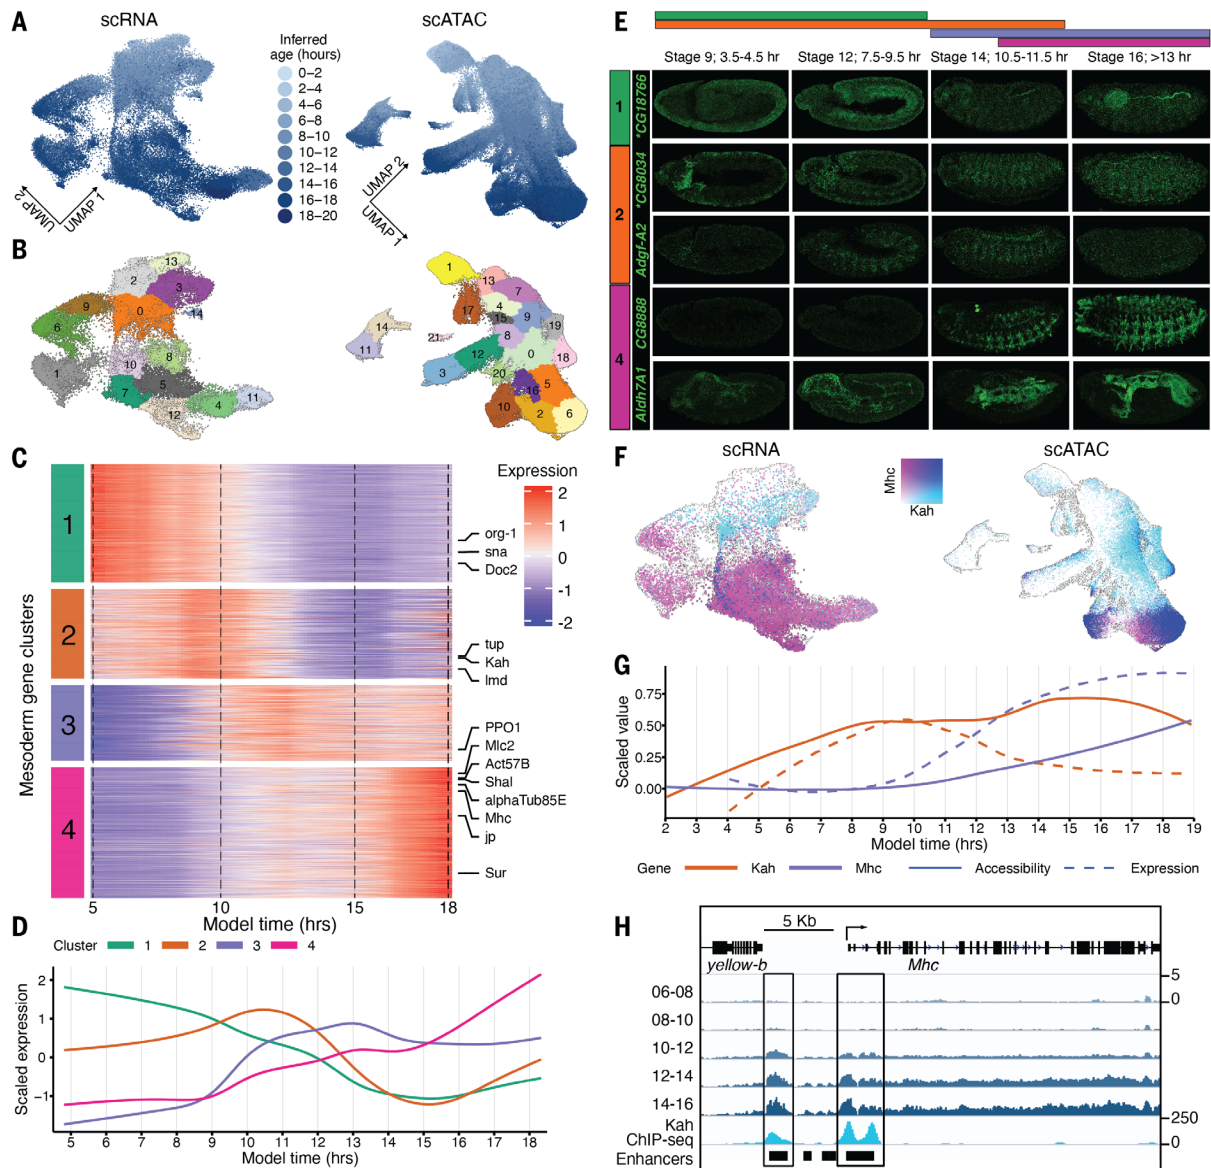 A
scRNA
scATAC
Inferred
age (hours)
0–2
2–4
4–6
6–8
8–10
10–12
12–14
14–16
16–18
18–20
UMAP 2
UMAP 1
UMAP 2
UMAP 1
B
13
2
3
9
0
14
6
10
8
1
7
5
12
4
11
1
13
7
17
4
15
9
19
14
21
8
11
12
0
18
3
20
5
16
10
2
6
C
Mesoderm gene clusters
1
2
3
4
Expression
2
1
0
-1
-2
org-1
sna
Doc2
tup
Kah
lmd
PPO1
Mlc2
Act57B
Shal
alphaTub85E
Mhc
jp
Sur
5
10
15
18
Model time (hrs)
D
Cluster
1
2
3
4
Scaled expression
2
1
0
−1
5
6
7
8
9
10
11
12
13
14
15
16
17
18
Model time (hrs)
E
Stage 9; 3.5-4.5 hr
Stage 12; 7.5-9.5 hr
Stage 14; 10.5-11.5 hr
Stage 16; >13 hr
1
*CG18766
2
*CG8034
Adgf-A2
4
CG8888
Aldh7A1
F
scRNA
scATAC
Mhc
Kah
G
Scaled value
0.75
0.50
0.25
0.00
2
3
4
5
6
7
8
9
10
11
12
13
14
15
16
17
18
19
Model time (hrs)
Gene
Kah
Mhc
Accessibility
Expression
H
5 Kb
yellow-b
Mhc
06-08
5
0
08-10
10-12
12-14
14-16
Kah
ChIP-seq
250
0
Enhancers